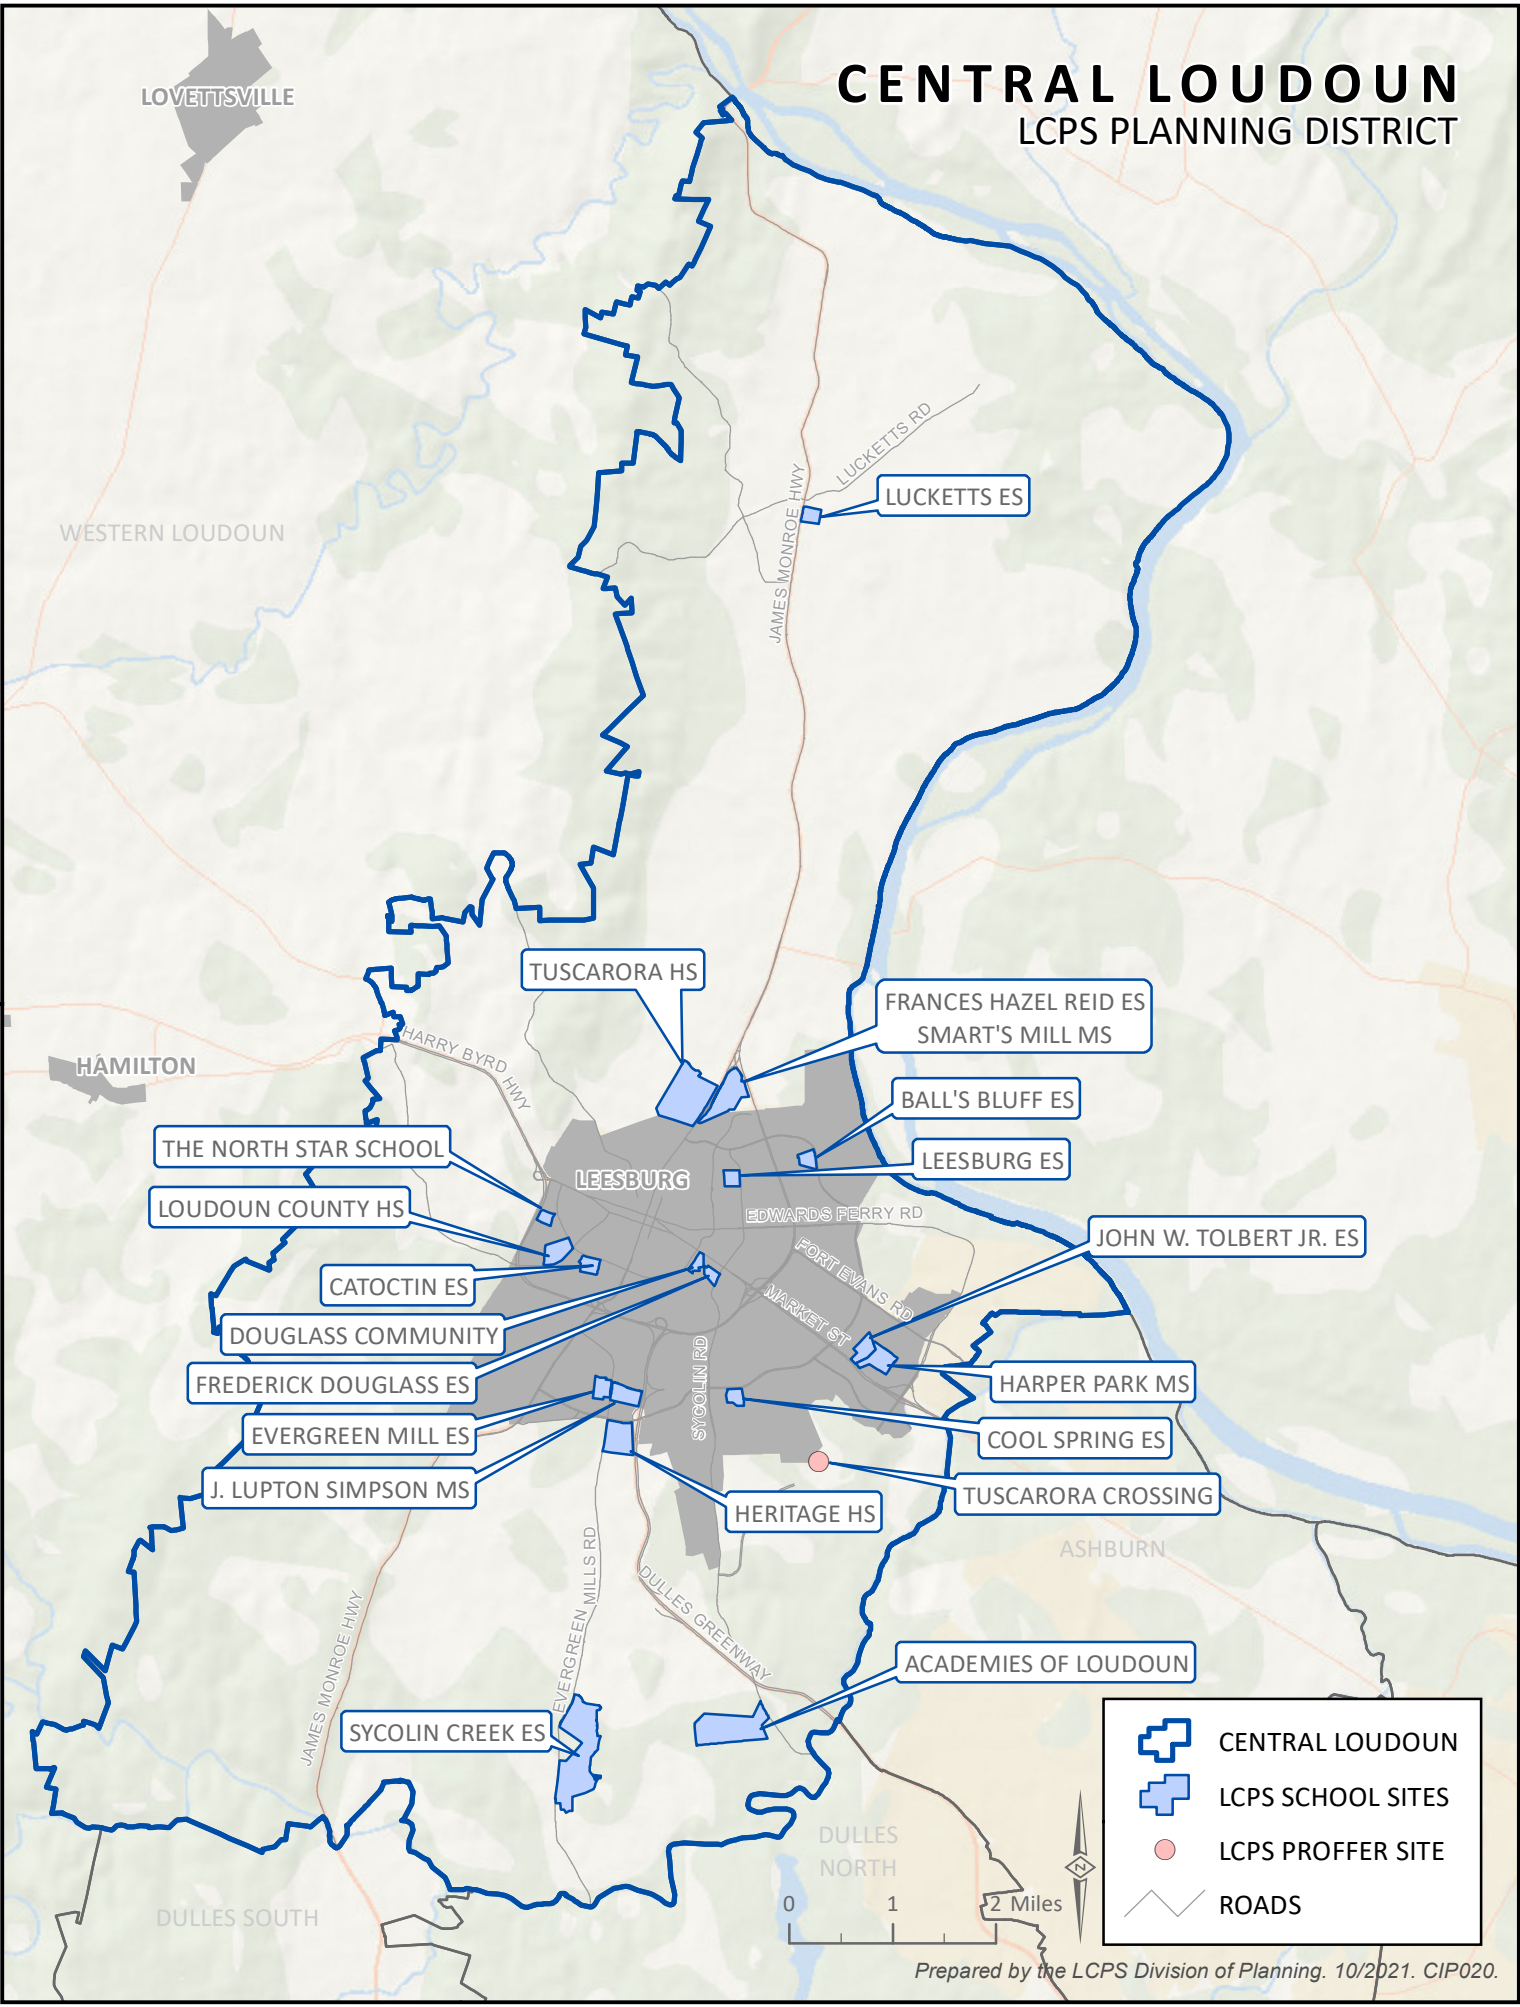 CENTRAL LOUDOUN
LCPS PLANNING DISTRICT
LOVETTSVILLE
LUCKETTS RD
LUCKETTS ES
JAMES MONROE HWY
WESTERN LOUDOUN
TUSCARORA HS
FRANCES HAZEL REID ES
SMART'S MILL MS
HARRY BYRD HWY
HAMILTON
BALL'S BLUFF ES
THE NORTH STAR SCHOOL
LEESBURG ES
LEESBURG
LOUDOUN COUNTY HS
EDWARDS FERRY RD
JOHN W. TOLBERT JR. ES
FORT EVANS RD
CATOCTIN ES
MARKET ST
DOUGLASS COMMUNITY
FREDERICK DOUGLASS ES
SYCOLIN RD
HARPER PARK MS
EVERGREEN MILL ES
COOL SPRING ES
J. LUPTON SIMPSON MS
TUSCARORA CROSSING
HERITAGE HS
ASHBURN
EVERGREEN MILLS RD
DULLES GREENWAY
JAMES MONROE HWY
ACADEMIES OF LOUDOUN
SYCOLIN CREEK ES
CENTRAL LOUDOUN
LCPS SCHOOL SITES
LCPS PROFFER SITE
ROADS
DULLES
NORTH
N
0 1 2 Miles
DULLES SOUTH
Prepared by the LCPS Division of Planning. 10/2021. CIP020.